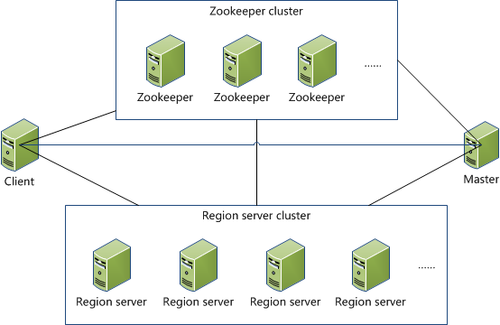 Zookeeper cluster
Zookeeper Zookeeper Zookeeper ......
Client
Master
Region server cluster
Region server Region server Region server Region server ......